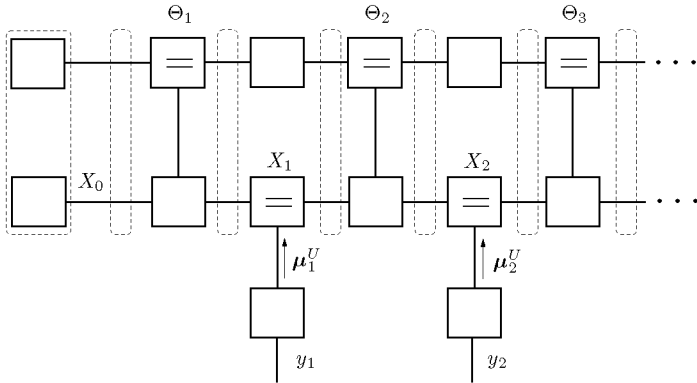 Θ₁ Θ₂ Θ₃
= = = · · ·
X₁ X₂
X₀
= = · · ·
μ₁ᵁ μ₂ᵁ
y₁ y₂